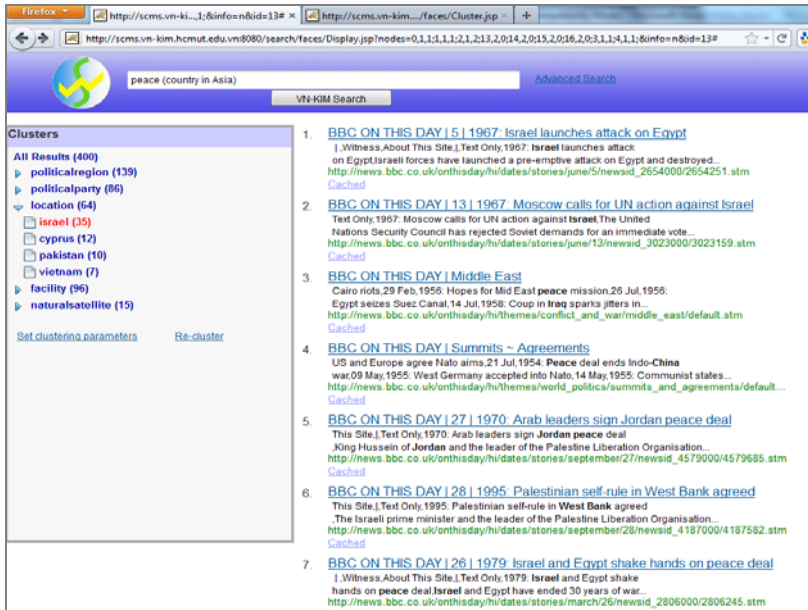 Firefox
http://scms.vn-ki...,1;&info=n&id=13# ×
http://scms.vn-kim..../faces/Cluster.jsp ×
+
http://scms.vn-kim.hcmut.edu.vn:8080/search/faces/Display.jsp?nodes=0,1,1;1,1,1;2,1,2;13,2,0;14,2,0;15,2,0;16,2,0;3,1,1;4,1,1;&info=n&id=13#
peace (country in Asia)
Advanced Search
VN-KIM Search
Clusters
All Results (400)
politicalregion (139)
politicalparty (86)
location (64)
israel (35)
cyprus (12)
pakistan (10)
vietnam (7)
facility (96)
naturalsatellite (15)
Set clustering parameters
Re-cluster
1. BBC ON THIS DAY | 5 | 1967: Israel launches attack on Egypt
| ,Witness,About This Site,|,Text Only,1967: Israel launches attack
on Egypt,Israeli forces have launched a pre-emptive attack on Egypt and destroyed...
http://news.bbc.co.uk/onthisday/hi/dates/stories/june/5/newsid_2654000/2654251.stm
Cached
2. BBC ON THIS DAY | 13 | 1967: Moscow calls for UN action against Israel
Text Only,1967: Moscow calls for UN action against Israel,The United
Nations Security Council has rejected Soviet demands for an immediate vote...
http://news.bbc.co.uk/onthisday/hi/dates/stories/june/13/newsid_3023000/3023159.stm
Cached
3. BBC ON THIS DAY | Middle East
Cairo riots,29 Feb,1956: Hopes for Mid East peace mission,26 Jul,1956:
Egypt seizes Suez Canal,14 Jul,1958: Coup in Iraq sparks jitters in...
http://news.bbc.co.uk/onthisday/hi/themes/conflict_and_war/middle_east/default.stm
Cached
4. BBC ON THIS DAY | Summits ~ Agreements
US and Europe agree Nato aims,21 Jul,1954: Peace deal ends Indo-China
war,09 May,1955: West Germany accepted into Nato,14 May,1955: Communist states...
http://news.bbc.co.uk/onthisday/hi/themes/world_politics/summits_and_agreements/default...
Cached
5. BBC ON THIS DAY | 27 | 1970: Arab leaders sign Jordan peace deal
This Site,|,Text Only,1970: Arab leaders sign Jordan peace deal
,King Hussein of Jordan and the leader of the Palestine Liberation Organisation...
http://news.bbc.co.uk/onthisday/hi/dates/stories/september/27/newsid_4579000/4579685.stm
Cached
6. BBC ON THIS DAY | 28 | 1995: Palestinian self-rule in West Bank agreed
This Site,|,Text Only,1995: Palestinian self-rule in West Bank agreed
,The Israeli prime minister and the leader of the Palestine Liberation Organisation...
http://news.bbc.co.uk/onthisday/hi/dates/stories/september/28/newsid_4187000/4187582.stm
Cached
7. BBC ON THIS DAY | 26 | 1979: Israel and Egypt shake hands on peace deal
| ,Witness,About This Site,|,Text Only,1979: Israel and Egypt shake
hands on peace deal,Israel and Egypt have ended 30 years of war...
http://news.bbc.co.uk/onthisday/hi/dates/stories/march/26/newsid_2806000/2806245.stm